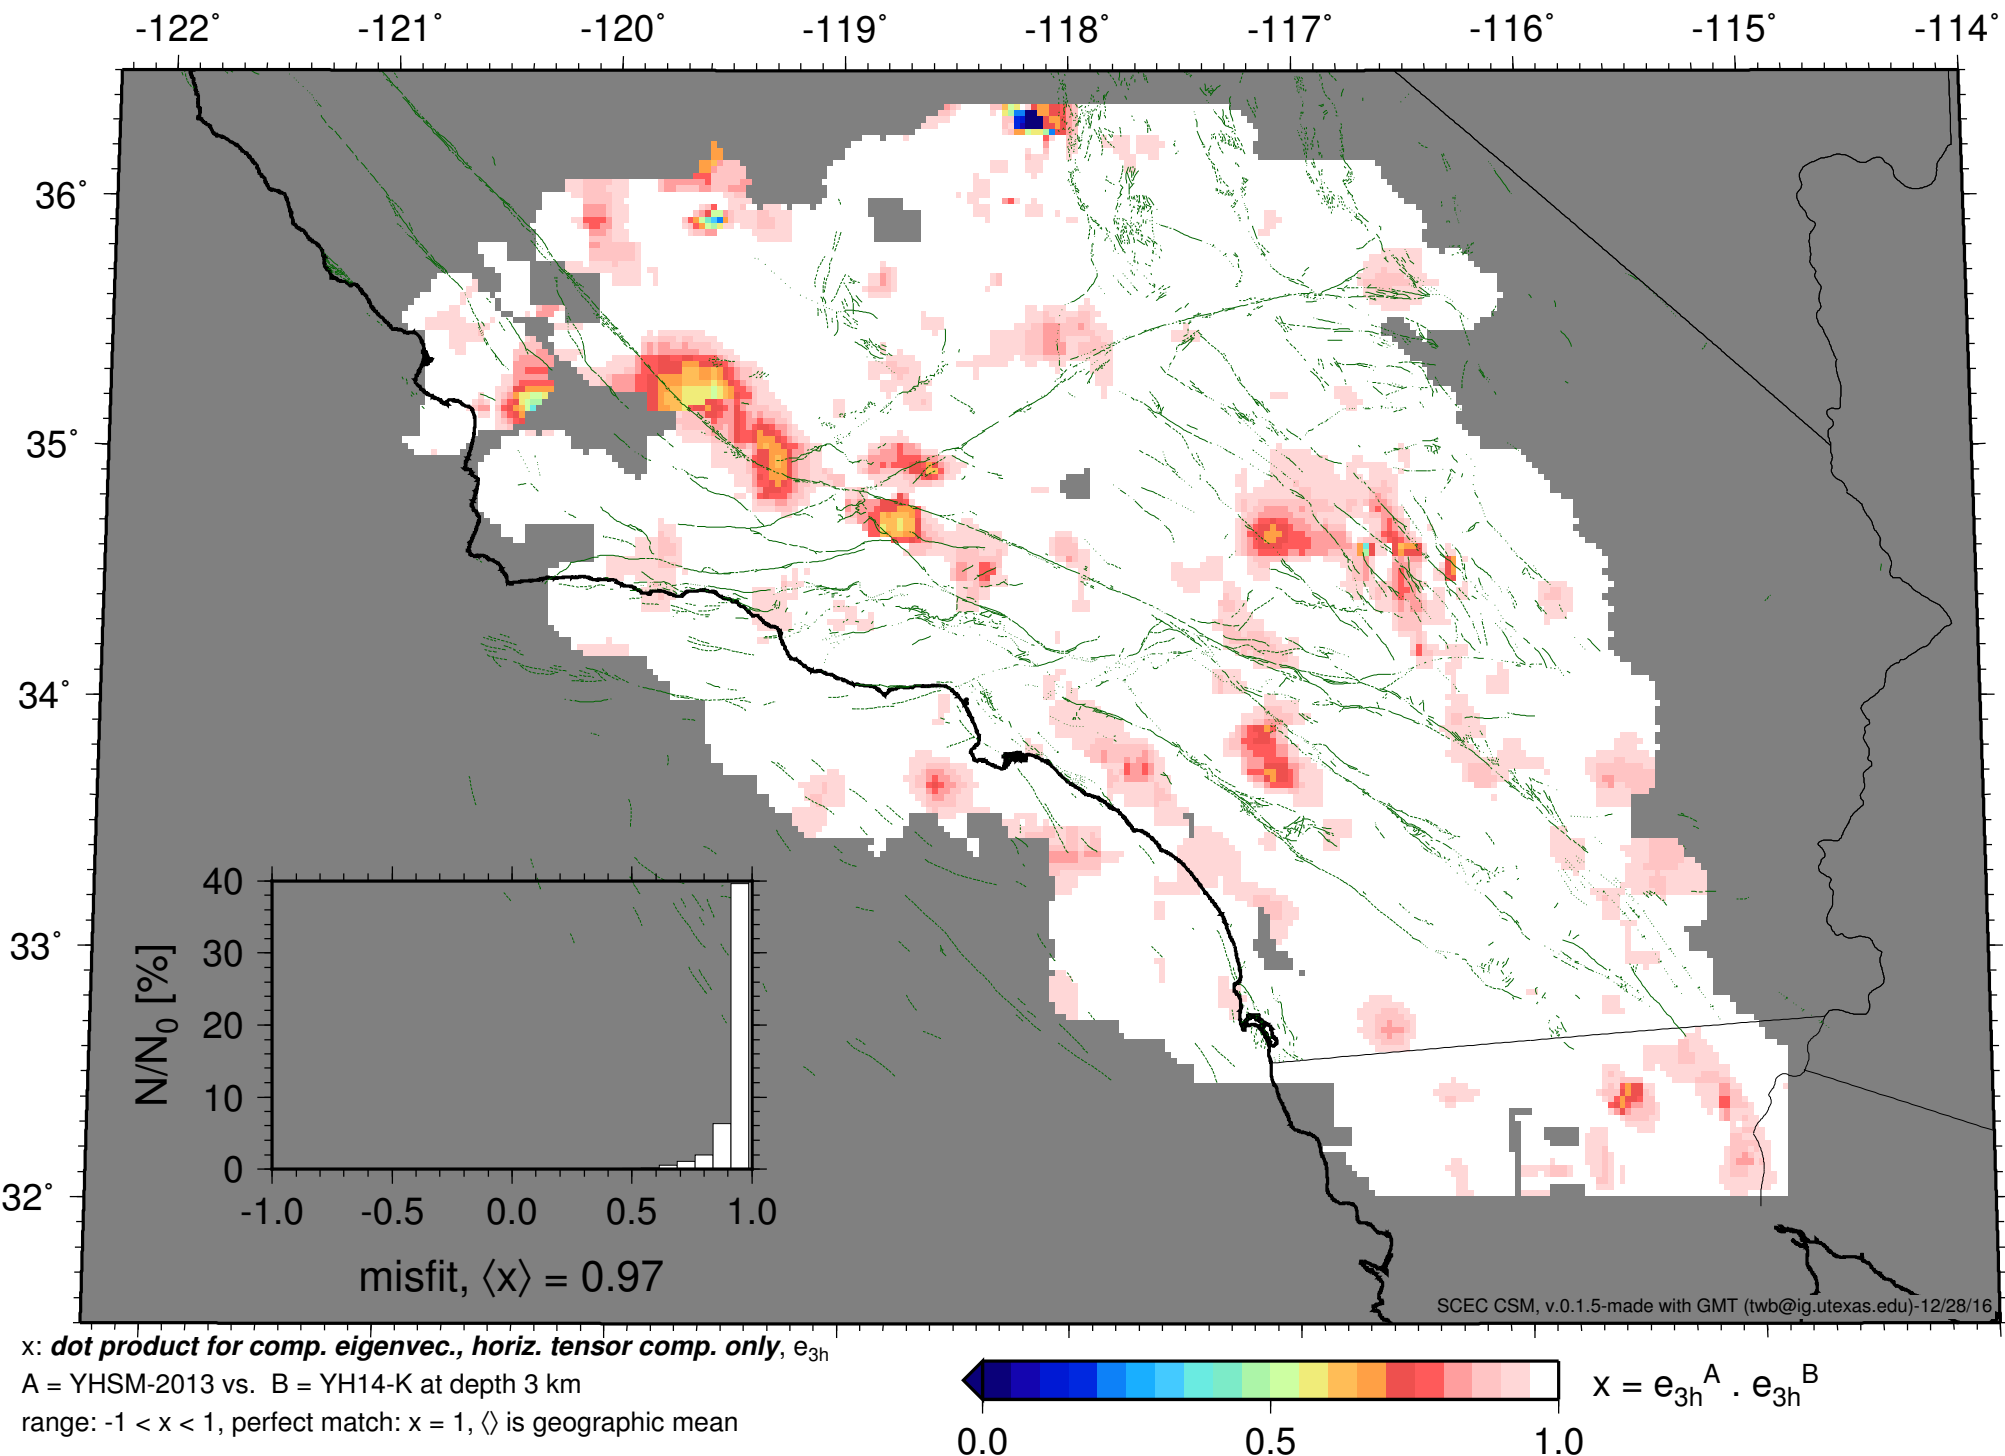 -122° -121° -120° -119° -118° -117° -116° -115° -114°
36°
35°
34°
33°
32°
40
30
20
10
0
N/N0 [%]
-1.0 -0.5 0.0 0.5 1.0
misfit, ⟨x⟩ = 0.97
SCEC CSM, v.0.1.5-made with GMT (twb@ig.utexas.edu)-12/28/16
x: dot product for comp. eigenvec., horiz. tensor comp. only, e3h
A = YHSM-2013 vs. B = YH14-K at depth 3 km
range: -1 < x < 1, perfect match: x = 1, ⟨⟩ is geographic mean
x = e3h^A . e3h^B
0.0 0.5 1.0